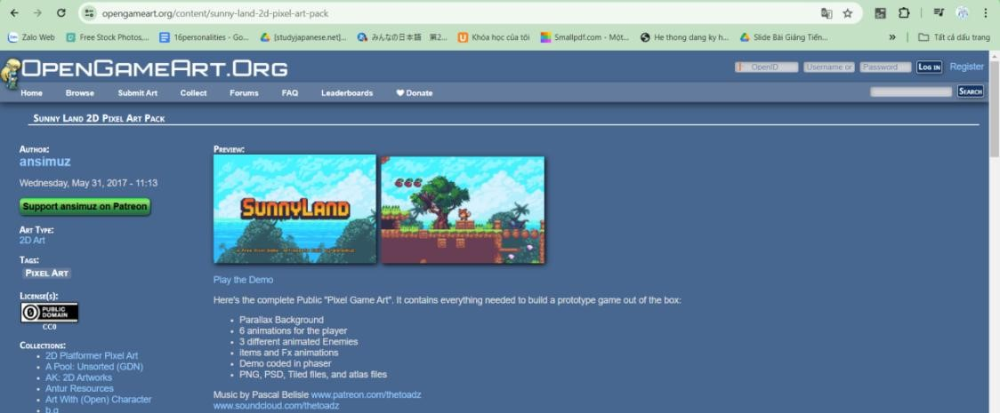 opengameart.org/content/sunny-land-2d-pixel-art-pack
Zalo Web
Free Stock Photos,...
16personalities - Go...
[studyjapanese.net]...
みんなの日本語 第2...
Khóa học của tôi
Smallpdf.com - Một...
He thong dang ky h...
Slide Bài Giảng Tiến...
»
Tất cả dấu trang
OpenGameArt.Org
OpenID
Username or
Password
Log in
Register
Home
Browse
Submit Art
Collect
Forums
FAQ
Leaderboards
Donate
Search
Sunny Land 2D Pixel Art Pack
Author:
ansimuz
Wednesday, May 31, 2017 - 11:13
Support ansimuz on Patreon
Art Type:
2D Art
Tags:
Pixel Art
License(s):
PUBLIC
DOMAIN
CC0
Collections:
• 2D Platformer Pixel Art
• A Pool: Unsorted (GDN)
• AK: 2D Artworks
• Antur Resources
• Art With (Open) Character
• b.g
Preview:
SunnyLand
Play the Demo
Here's the complete Public "Pixel Game Art". It contains everything needed to build a prototype game out of the box:
• Parallax Background
• 6 animations for the player
• 3 different animated Enemies
• items and Fx animations
• Demo coded in phaser
• PNG, PSD, Tiled files, and atlas files
Music by Pascal Belisle www.patreon.com/thetoadz
www.soundcloud.com/thetoadz